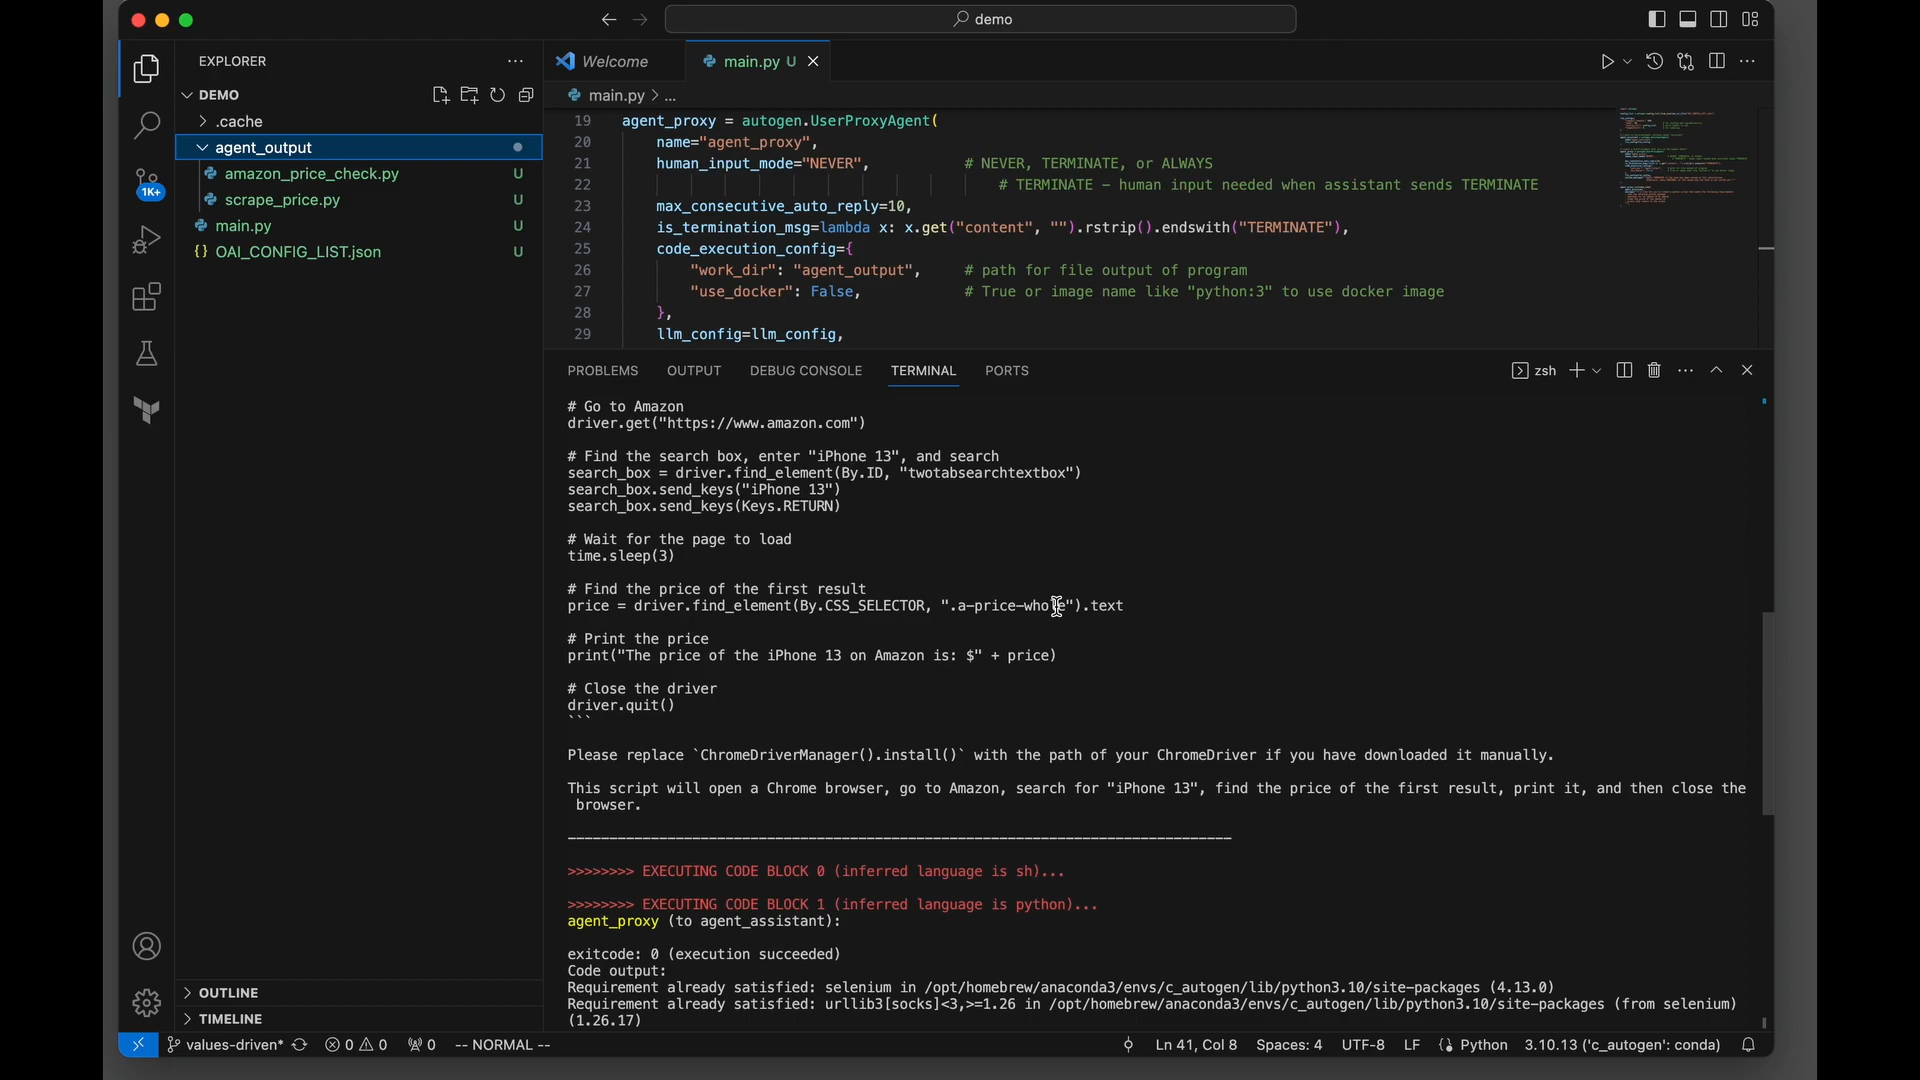 demo
EXPLORER
DEMO
.cache
agent_output
amazon_price_check.py U
scrape_price.py U
main.py U
{} OAI_CONFIG_LIST.json U
1K+
OUTLINE
TIMELINE
Welcome
main.py U
main.py > ...
19 agent_proxy = autogen.UserProxyAgent(
20 name="agent_proxy",
21 human_input_mode="NEVER", # NEVER, TERMINATE, or ALWAYS
22 # TERMINATE – human input needed when assistant sends TERMINATE
23 max_consecutive_auto_reply=10,
24 is_termination_msg=lambda x: x.get("content", "").rstrip().endswith("TERMINATE"),
25 code_execution_config={
26 "work_dir": "agent_output", # path for file output of program
27 "use_docker": False, # True or image name like "python:3" to use docker image
28 },
29 llm_config=llm_config,
PROBLEMS OUTPUT DEBUG CONSOLE TERMINAL PORTS
zsh
# Go to Amazon
driver.get("https://www.amazon.com")
# Find the search box, enter "iPhone 13", and search
search_box = driver.find_element(By.ID, "twotabsearchtextbox")
search_box.send_keys("iPhone 13")
search_box.send_keys(Keys.RETURN)
# Wait for the page to load
time.sleep(3)
# Find the price of the first result
price = driver.find_element(By.CSS_SELECTOR, ".a-price-whole").text
# Print the price
print("The price of the iPhone 13 on Amazon is: $" + price)
# Close the driver
driver.quit()
```
Please replace `ChromeDriverManager().install()` with the path of your ChromeDriver if you have downloaded it manually.
This script will open a Chrome browser, go to Amazon, search for "iPhone 13", find the price of the first result, print it, and then close the
browser.
--------------------------------------------------------------------------------
>>>>>>>> EXECUTING CODE BLOCK 0 (inferred language is sh)...
>>>>>>>> EXECUTING CODE BLOCK 1 (inferred language is python)...
agent_proxy (to agent_assistant):
exitcode: 0 (execution succeeded)
Code output:
Requirement already satisfied: selenium in /opt/homebrew/anaconda3/envs/c_autogen/lib/python3.10/site-packages (4.13.0)
Requirement already satisfied: urllib3[socks]<3,>=1.26 in /opt/homebrew/anaconda3/envs/c_autogen/lib/python3.10/site-packages (from selenium)
(1.26.17)
values-driven* 0 0 0 -- NORMAL -- Ln 41, Col 8 Spaces: 4 UTF-8 LF Python 3.10.13 ('c_autogen': conda)